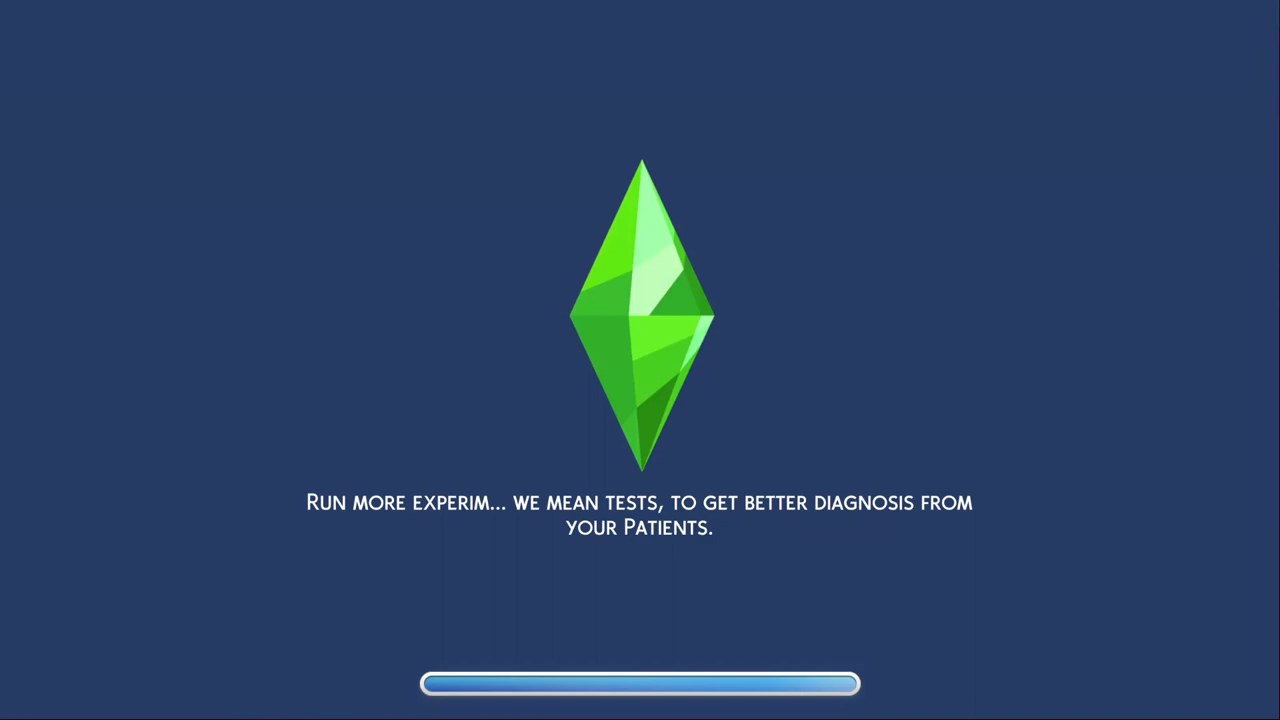 Run more experim... we mean tests, to get better diagnosis from
your Patients.